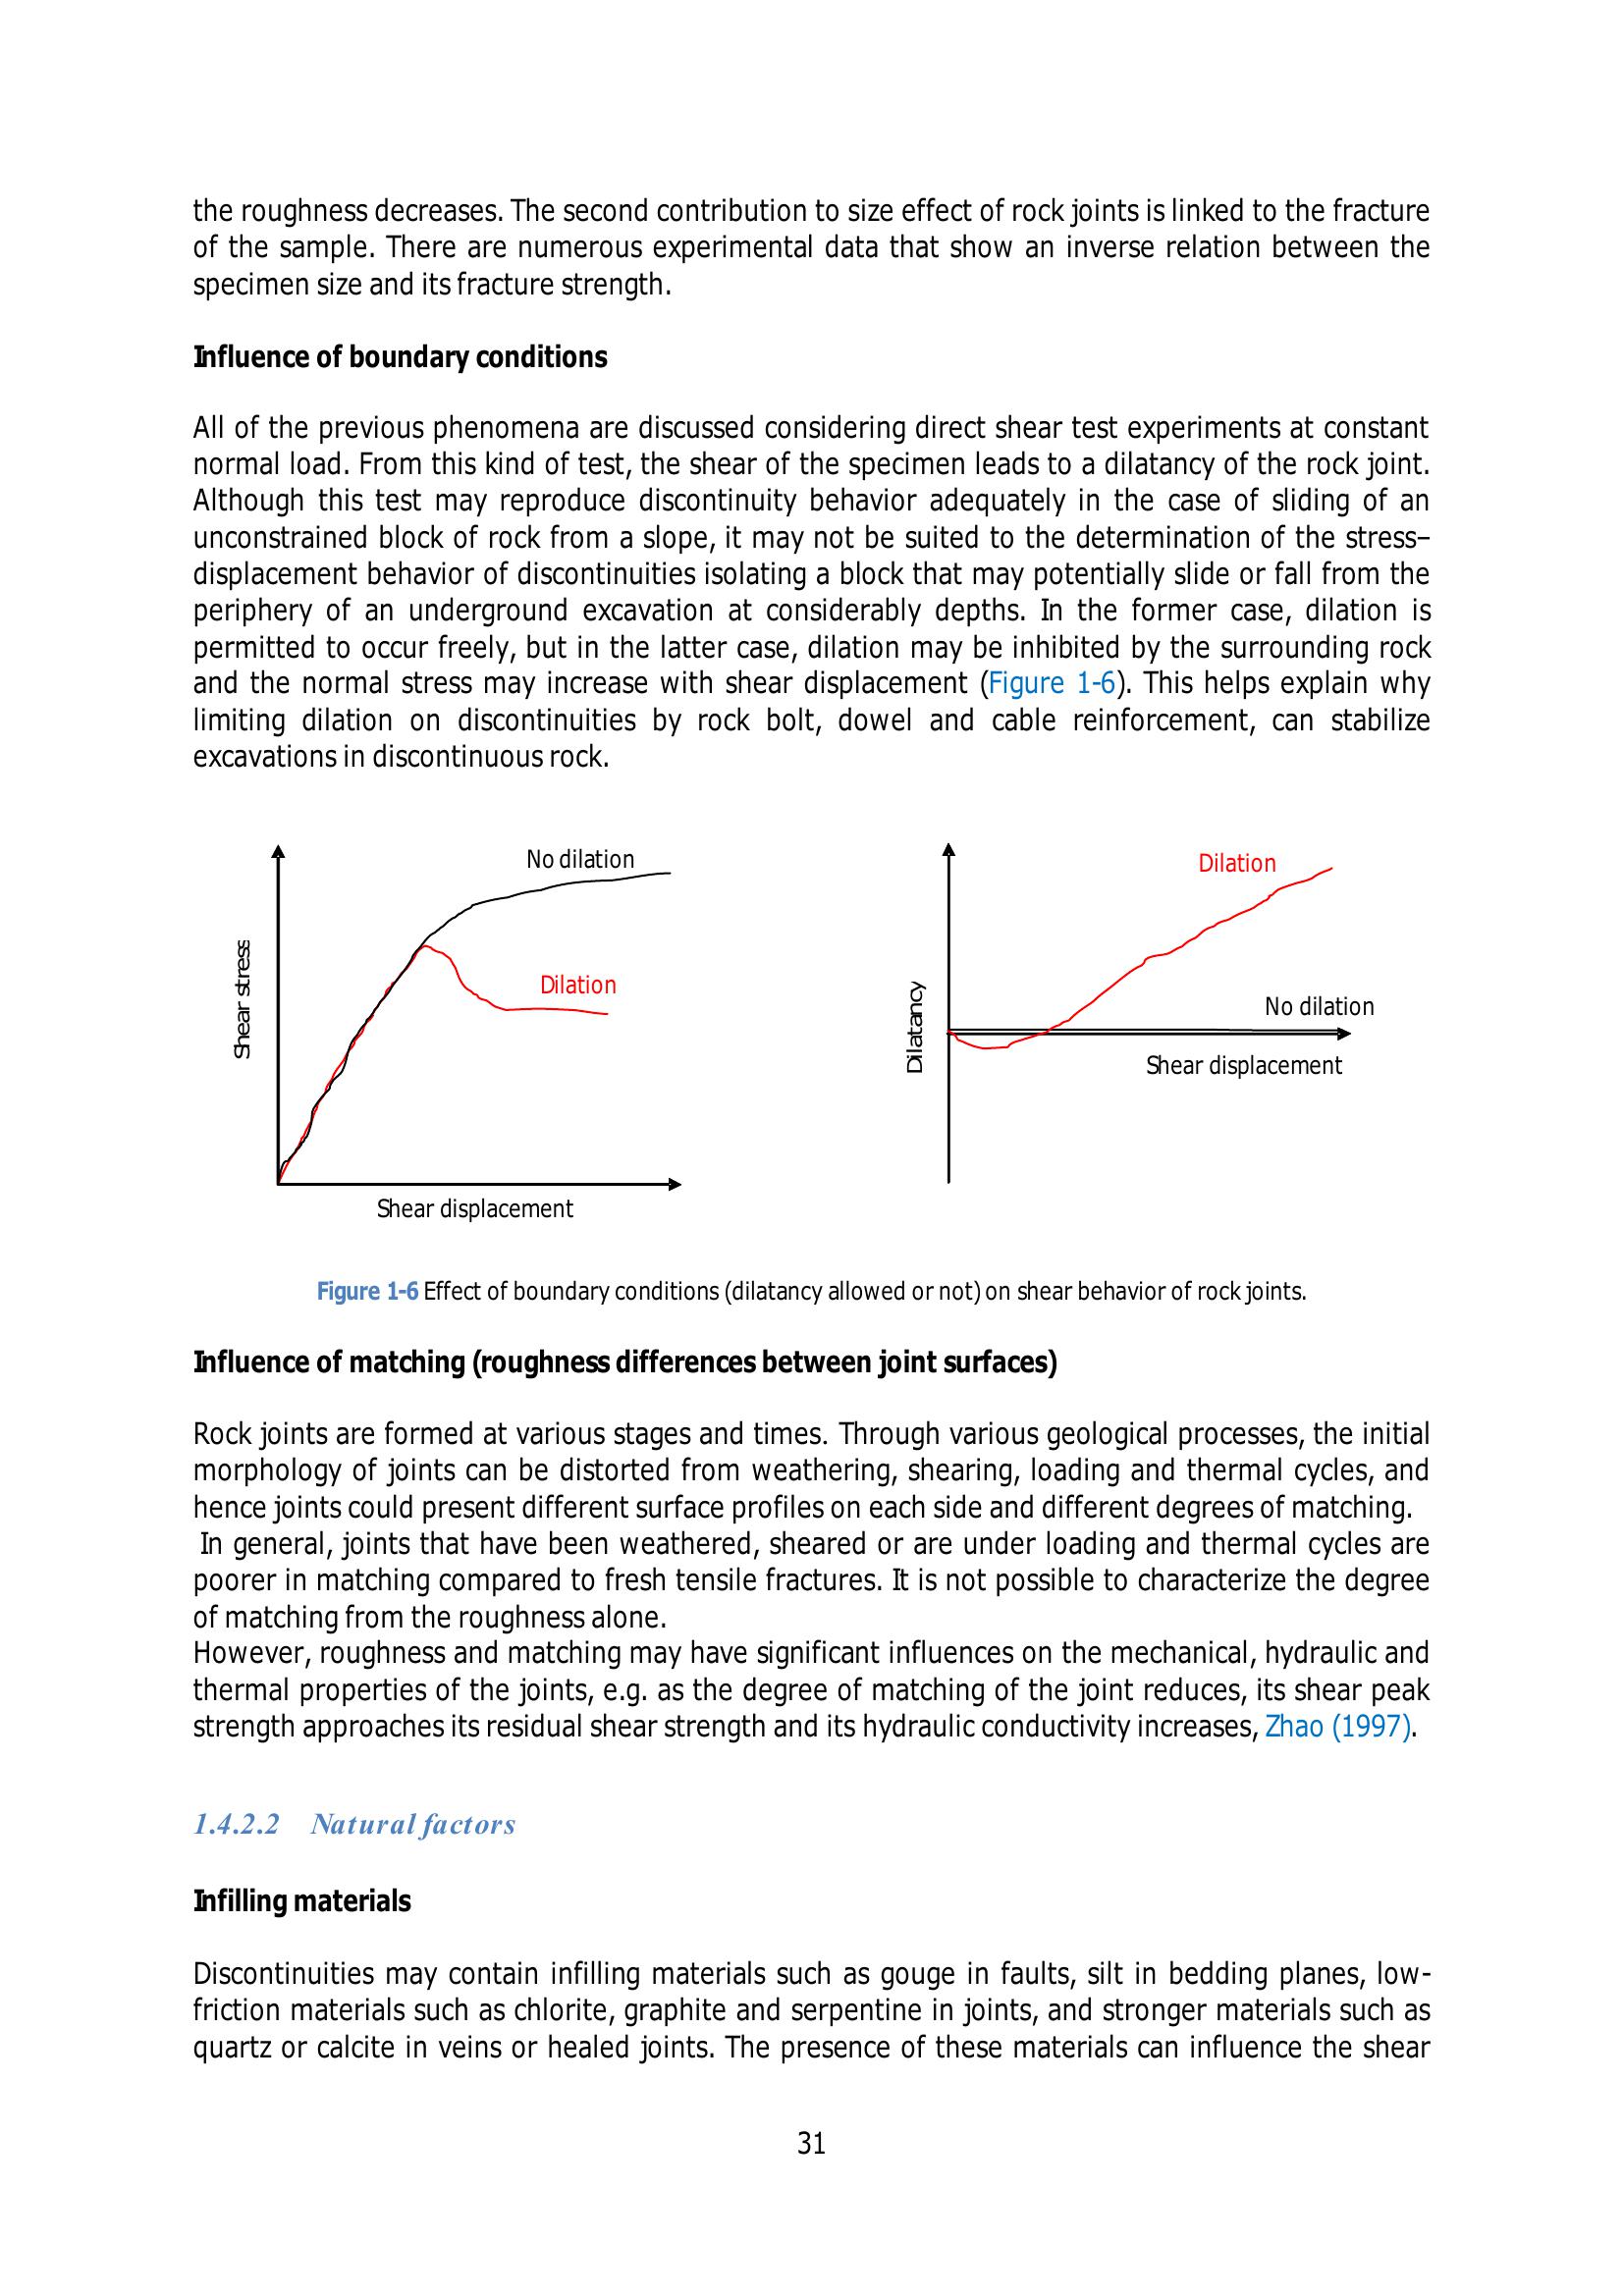 the roughness decreases. The second contribution to size effect of rock joints is linked to the fracture
of the sample. There are numerous experimental data that show an inverse relation between the
specimen size and its fracture strength.
Influence of boundary conditions
All of the previous phenomena are discussed considering direct shear test experiments at constant
normal load. From this kind of test, the shear of the specimen leads to a dilatancy of the rock joint.
Although this test may reproduce discontinuity behavior adequately in the case of sliding of an
unconstrained block of rock from a slope, it may not be suited to the determination of the stress–
displacement behavior of discontinuities isolating a block that may potentially slide or fall from the
periphery of an underground excavation at considerably depths. In the former case, dilation is
permitted to occur freely, but in the latter case, dilation may be inhibited by the surrounding rock
and the normal stress may increase with shear displacement (Figure 1-6). This helps explain why
limiting dilation on discontinuities by rock bolt, dowel and cable reinforcement, can stabilize
excavations in discontinuous rock.
No dilation
Dilation
Shear stress
Shear displacement
Dilation
No dilation
Dilatancy
Shear displacement
Figure 1-6 Effect of boundary conditions (dilatancy allowed or not) on shear behavior of rock joints.
Influence of matching (roughness differences between joint surfaces)
Rock joints are formed at various stages and times. Through various geological processes, the initial
morphology of joints can be distorted from weathering, shearing, loading and thermal cycles, and
hence joints could present different surface profiles on each side and different degrees of matching.
In general, joints that have been weathered, sheared or are under loading and thermal cycles are
poorer in matching compared to fresh tensile fractures. It is not possible to characterize the degree
of matching from the roughness alone.
However, roughness and matching may have significant influences on the mechanical, hydraulic and
thermal properties of the joints, e.g. as the degree of matching of the joint reduces, its shear peak
strength approaches its residual shear strength and its hydraulic conductivity increases, Zhao (1997).
1.4.2.2 Natural factors
Infilling materials
Discontinuities may contain infilling materials such as gouge in faults, silt in bedding planes, low-
friction materials such as chlorite, graphite and serpentine in joints, and stronger materials such as
quartz or calcite in veins or healed joints. The presence of these materials can influence the shear
31